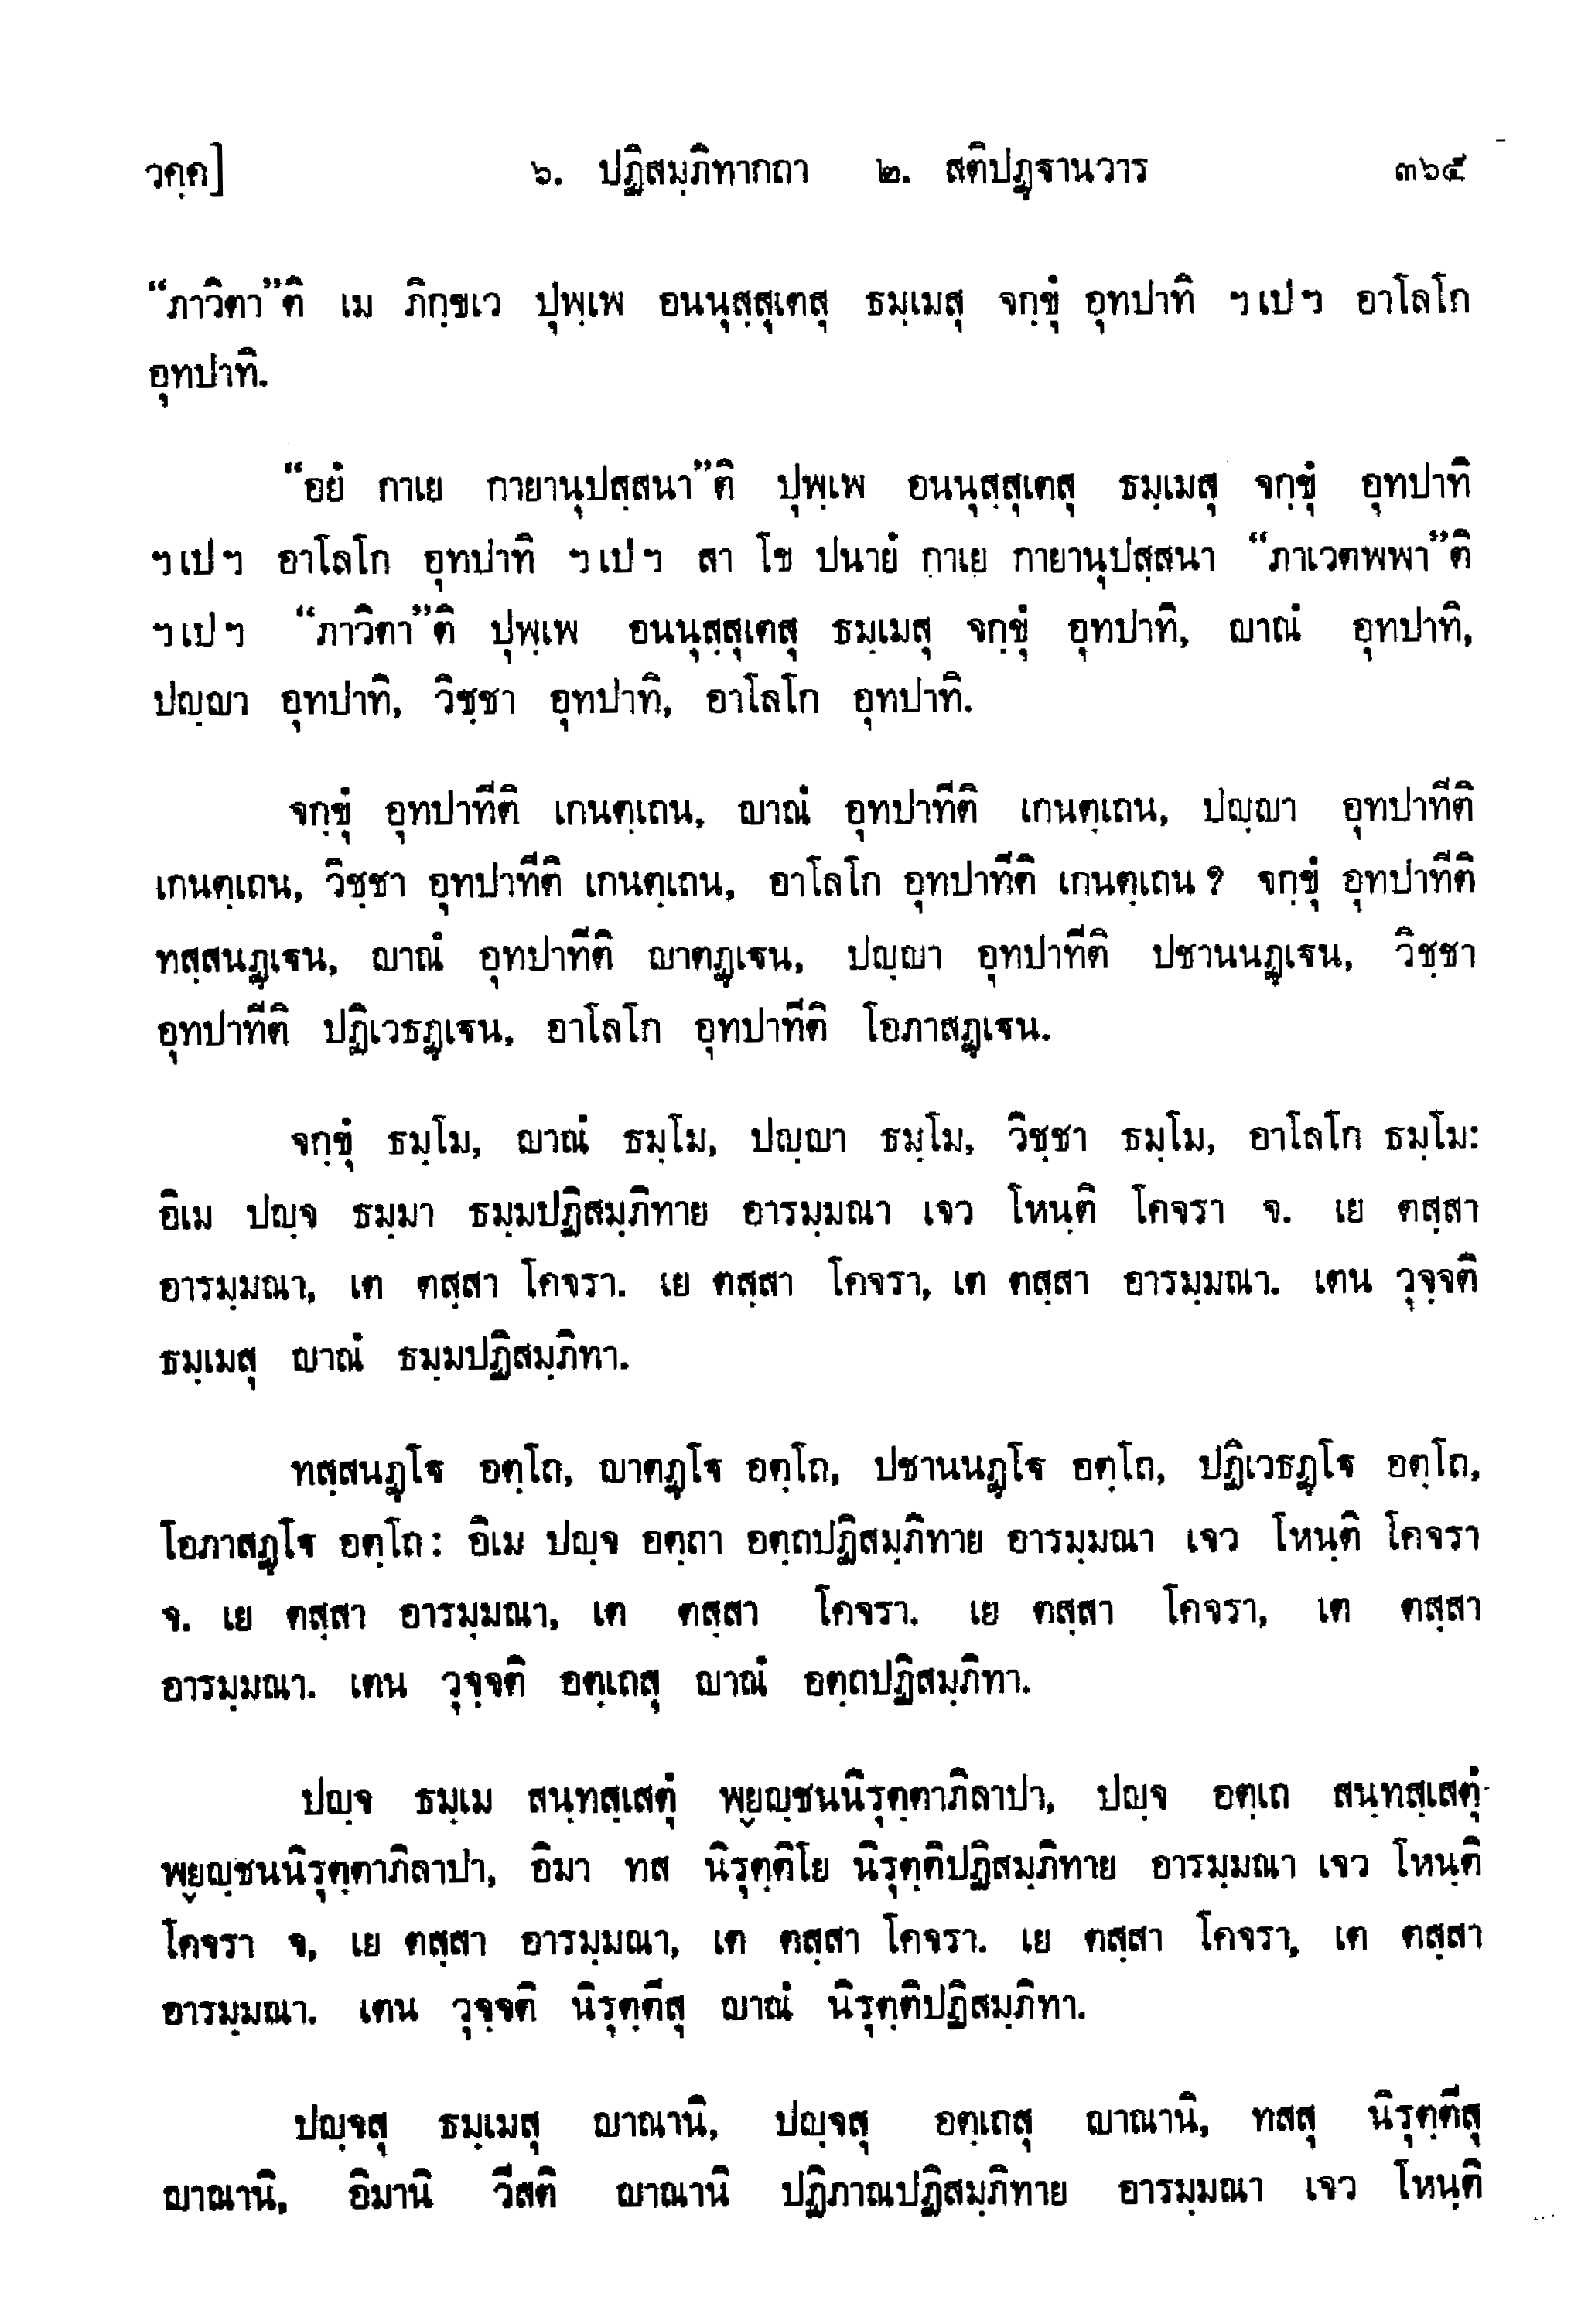 วคฺค] ๖. ปฏิสมฺภิทากถา ๒. สติปฏฺฐานวาร ๓๖๕
“ภาวิตา”ติ เม ภิกฺขเว ปุพฺเพ อนนุสฺสุเตสุ ธมฺเมสุ จกฺขุํ อุทปาทิ ฯเปฯ อาโลโก
อุทปาทิ.
“อยํ กาเย กายานุปสฺสนา”ติ ปุพฺเพ อนนุสฺสุเตสุ ธมฺเมสุ จกฺขุํ อุทปาทิ
ฯเปฯ อาโลโก อุทปาทิ ฯเปฯ สา โข ปนายํ กาเย กายานุปสฺสนา “ภาเวตพพา”ติ
ฯเปฯ “ภาวิตา”ติ ปุพฺเพ อนนุสฺสุเตสุ ธมฺเมสุ จกฺขุํ อุทปาทิ, ญาณํ อุทปาทิ,
ปญฺญา อุทปาทิ, วิชฺชา อุทปาทิ, อาโลโก อุทปาทิ.
จกฺขุํ อุทปาทีติ เกนตฺเถน, ญาณํ อุทปาทีติ เกนตฺเถน, ปญฺญา อุทปาทีติ
เกนตฺเถน, วิชฺชา อุทปาทีติ เกนตฺเถน, อาโลโก อุทปาทีติ เกนตฺเถน? จกฺขุํ อุทปาทีติ
ทสฺสนฏฺเฐน, ญาณํ อุทปาทีติ ญาตฏฺเฐน, ปญฺญา อุทปาทีติ ปชานนฏฺเฐน, วิชฺชา
อุทปาทีติ ปฏิเวธฏฺเฐน, อาโลโก อุทปาทีติ โอภาสฏฺเฐน.
จกฺขุํ ธมฺโม, ญาณํ ธมฺโม, ปญฺญา ธมฺโม, วิชฺชา ธมฺโม, อาโลโก ธมฺโม:
อิเม ปญฺจ ธมฺมา ธมฺมปฏิสมฺภิทาย อารมฺมณา เจว โหนฺติ โคจรา จ. เย ตสฺสา
อารมฺมณา, เต ตสฺสา โคจรา. เย ตสฺสา โคจรา, เต ตสฺสา อารมฺมณา. เตน วุจฺจติ
ธมฺเมสุ ญาณํ ธมฺมปฏิสมฺภิทา.
ทสฺสนฏฺโฐ อตฺโถ, ญาตฏฺโฐ อตฺโถ, ปชานนฏฺโฐ อตฺโถ, ปฏิเวธฏฺโฐ อตฺโถ,
โอภาสฏฺโฐ อตฺโถ: อิเม ปญฺจ อตฺถา อตฺถปฏิสมฺภิทาย อารมฺมณา เจว โหนฺติ โคจรา
จ. เย ตสฺสา อารมฺมณา, เต ตสฺสา โคจรา. เย ตสฺสา โคจรา, เต ตสฺสา
อารมฺมณา. เตน วุจฺจติ อตฺเถสุ ญาณํ อตฺถปฏิสมฺภิทา.
ปญฺจ ธมฺเม สนฺทสฺเสตุํ พฺยญฺชนนิรุตฺตาภิลาปา, ปญฺจ อตฺเถ สนฺทสฺเสตุํ
พฺยญฺชนนิรุตฺตาภิลาปา, อิมา ทส นิรุตฺติโย นิรุตฺติปฏิสมฺภิทาย อารมฺมณา เจว โหนฺติ
โคจรา จ, เย ตสฺสา อารมฺมณา, เต ตสฺสา โคจรา. เย ตสฺสา โคจรา, เต ตสฺสา
อารมฺมณา. เตน วุจฺจติ นิรุตฺตีสุ ญาณํ นิรุตฺติปฏิสมฺภิทา.
ปญฺจสุ ธมฺเมสุ ญาณานิ, ปญฺจสุ อตฺเถสุ ญาณานิ, ทสสุ นิรุตฺตีสุ
ญาณานิ, อิมานิ วีสติ ญาณานิ ปฏิภาณปฏิสมฺภิทาย อารมฺมณา เจว โหนฺติ